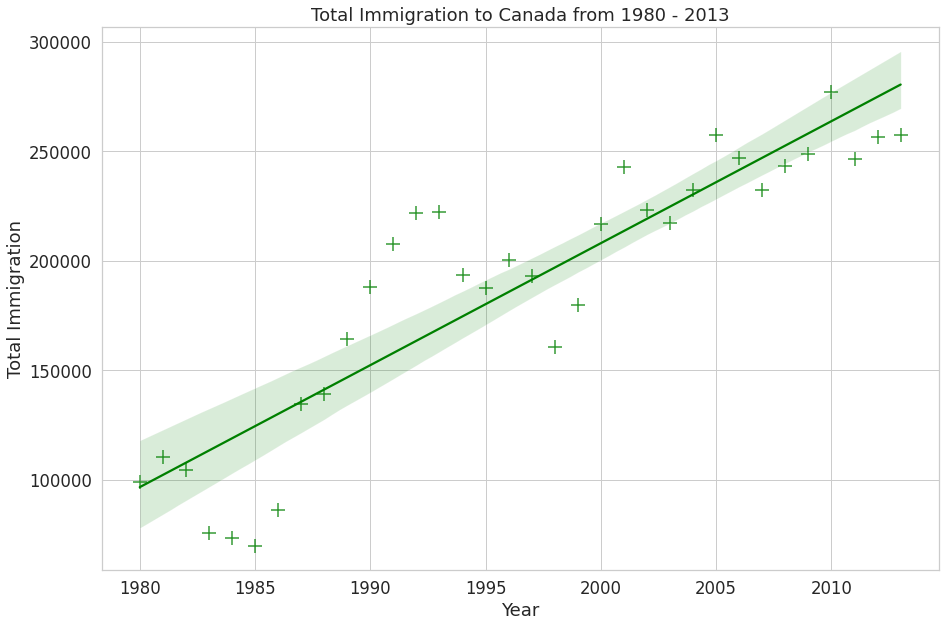 Total Immigration to Canada from 1980 - 2013
300000
250000
200000
150000
100000
Total Immigration
1980 1985 1990 1995 2000 2005 2010
Year